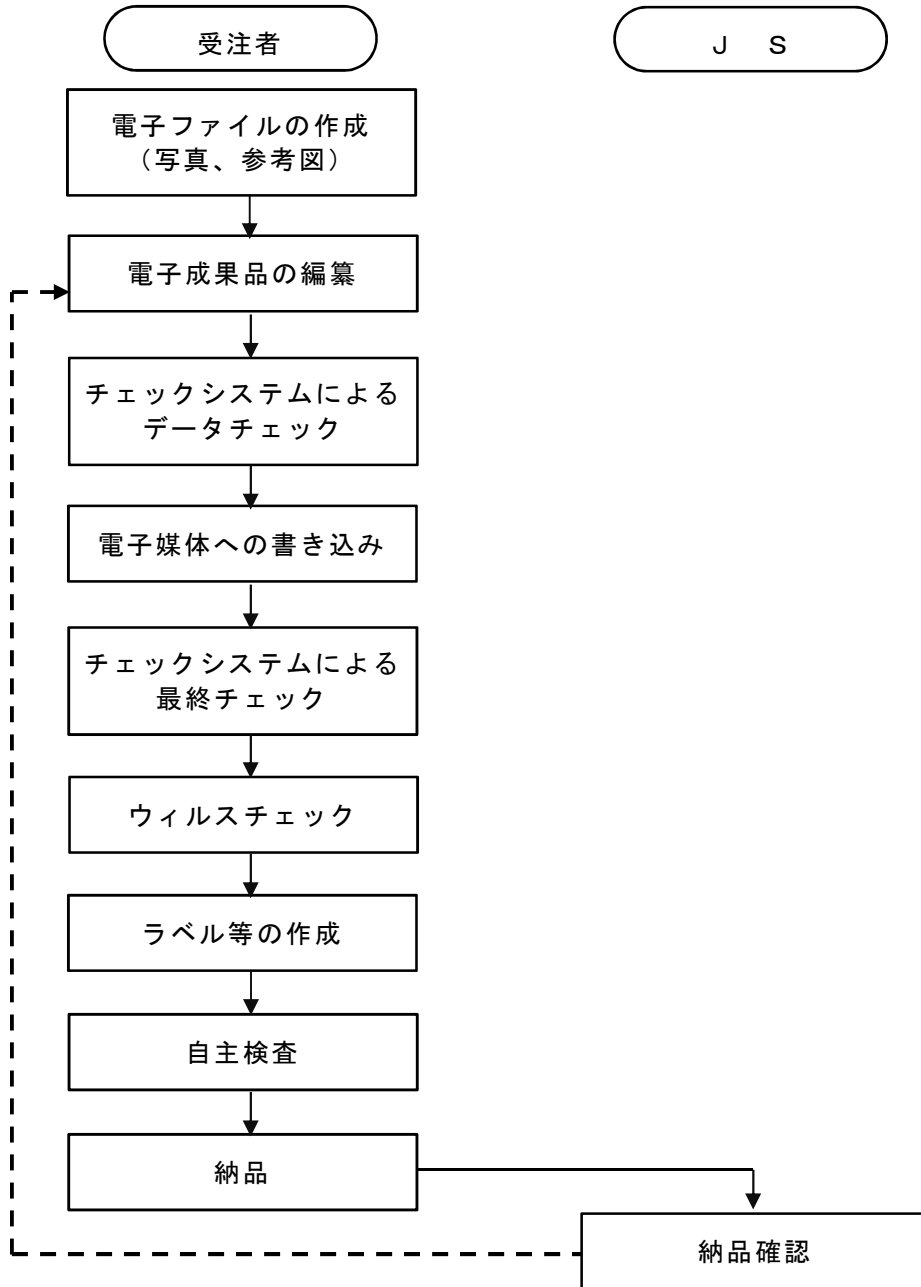 受注者
J S
電子ファイルの作成
（写真、参考図）
電子成果品の編纂
チェックシステムによる
データチェック
電子媒体への書き込み
チェックシステムによる
最終チェック
ウィルスチェック
ラベル等の作成
自主検査
納品
納品確認